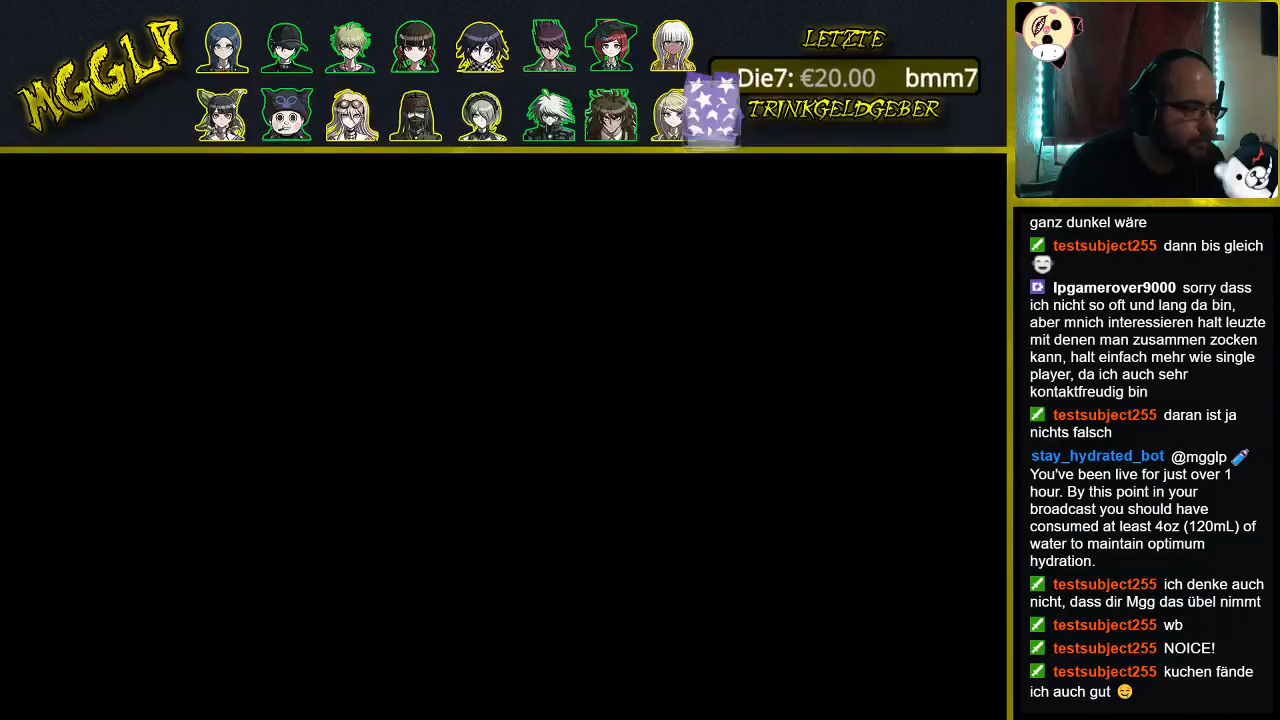 MGGLP
LETZTE
Die7: €20.00 bmm7
TRINKGELDGEBER
ganz dunkel wäre
testsubject255 dann bis gleich
lpgamerover9000 sorry dass
ich nicht so oft und lang da bin,
aber mnich interessieren halt leuzte
mit denen man zusammen zocken
kann, halt einfach mehr wie single
player, da ich auch sehr
kontaktfreudig bin
testsubject255 daran ist ja
nichts falsch
stay_hydrated_bot @mgglp
You've been live for just over 1
hour. By this point in your
broadcast you should have
consumed at least 4oz (120mL) of
water to maintain optimum
hydration.
testsubject255 ich denke auch
nicht, dass dir Mgg das übel nimmt
testsubject255 wb
testsubject255 NOICE!
testsubject255 kuchen fände
ich auch gut